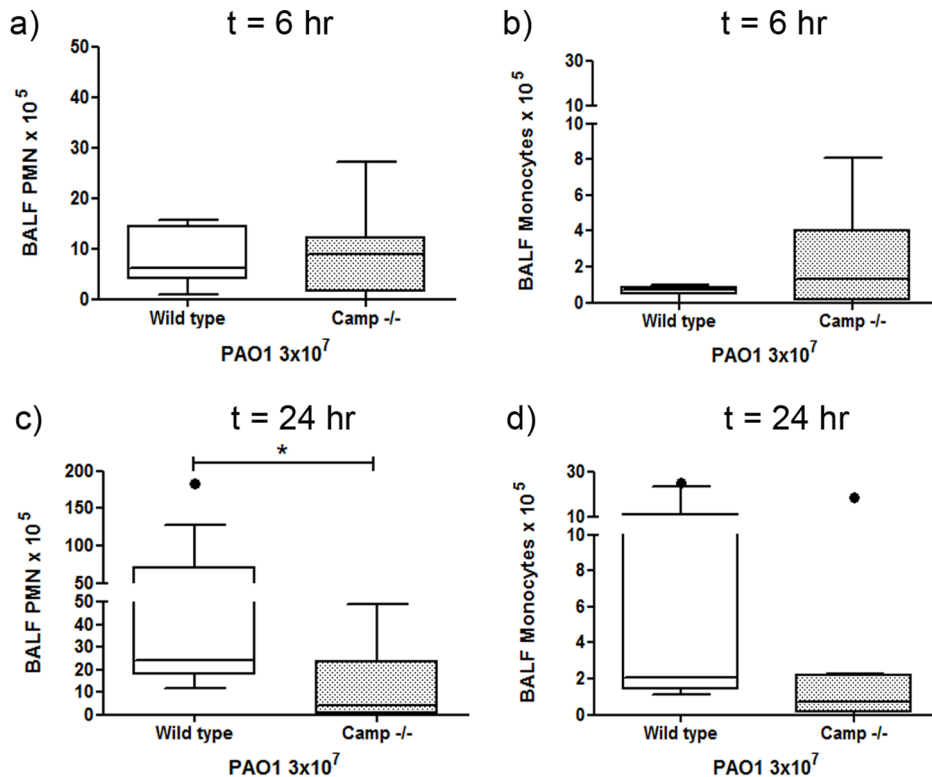 a) t = 6 hr
BALF PMN x 10^5
50
40
30
20
10
0
Wild type Camp -/-
PAO1 3x10^7
b) t = 6 hr
BALF Monocytes x 10^5
30
10
10
8
6
4
2
0
Wild type Camp -/-
PAO1 3x10^7
c) t = 24 hr
*
BALF PMN x 10^5
200
150
100
50
50
40
30
20
10
0
Wild type Camp -/-
PAO1 3x10^7
d) t = 24 hr
BALF Monocytes x 10^5
30
10
10
8
6
4
2
0
Wild type Camp -/-
PAO1 3x10^7